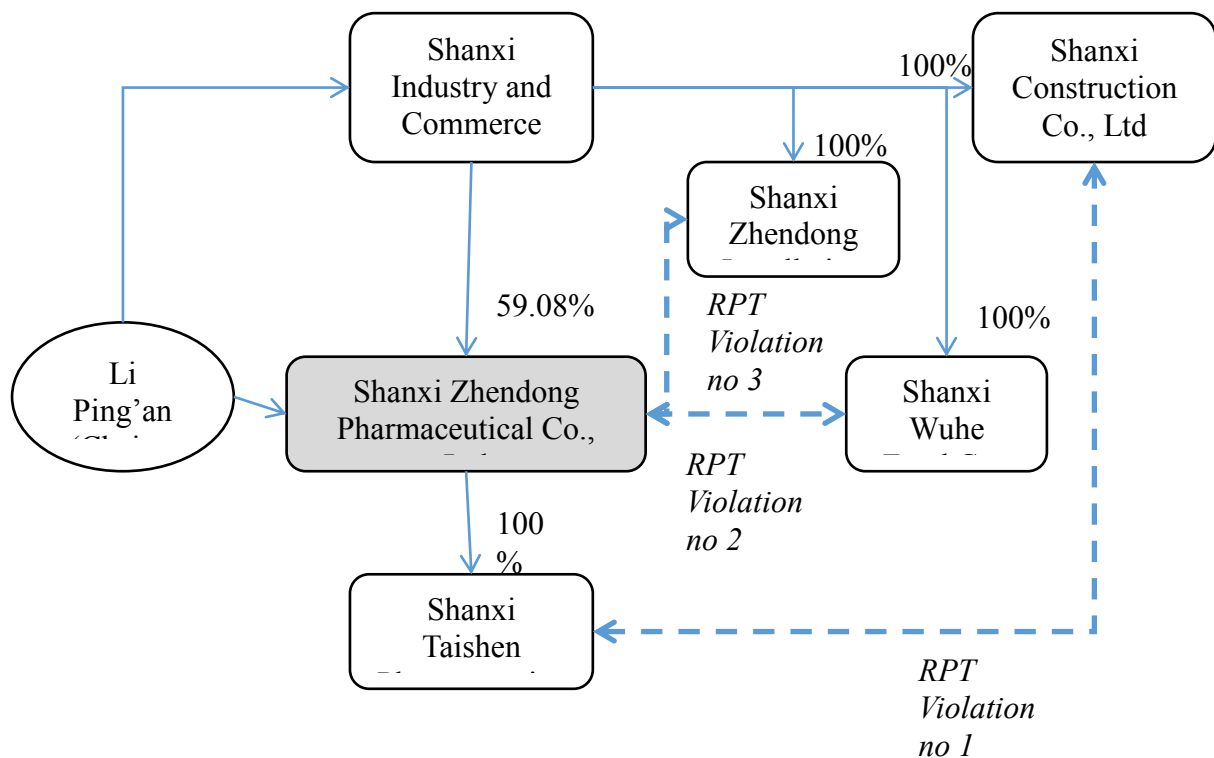 Shanxi
Industry and
Commerce
100%
Shanxi
Construction
Co., Ltd
100%
Shanxi
Zhendong
59.08%
RPT
Violation
no 3
100%
Li
Ping’an
Shanxi Zhendong
Pharmaceutical Co.,
Shanxi
Wuhe
RPT
Violation
no 2
100
%
Shanxi
Taishen
RPT
Violation
no 1